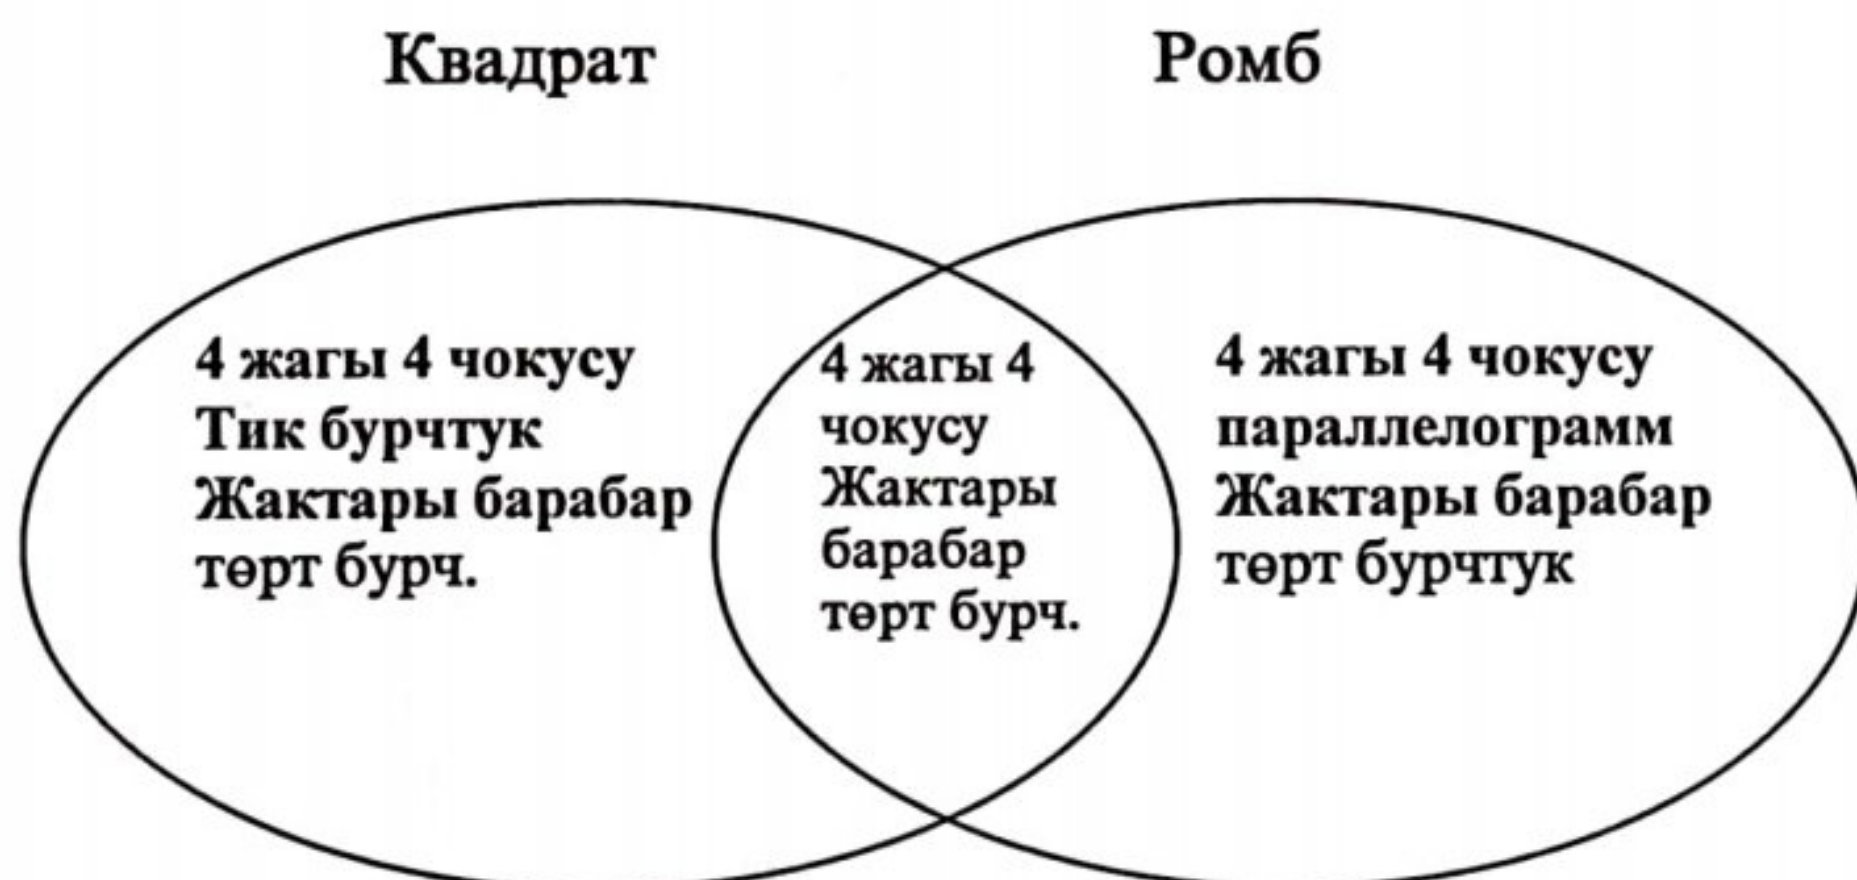 Квадрат
Ромб
4 жагы 4 чокусу
Тик бурчтук
Жактары барабар
төрт бурч.
4 жагы 4
чокусу
Жактары
барабар
төрт бурч.
4 жагы 4 чокусу
параллелограмм
Жактары барабар
төрт бурчтук